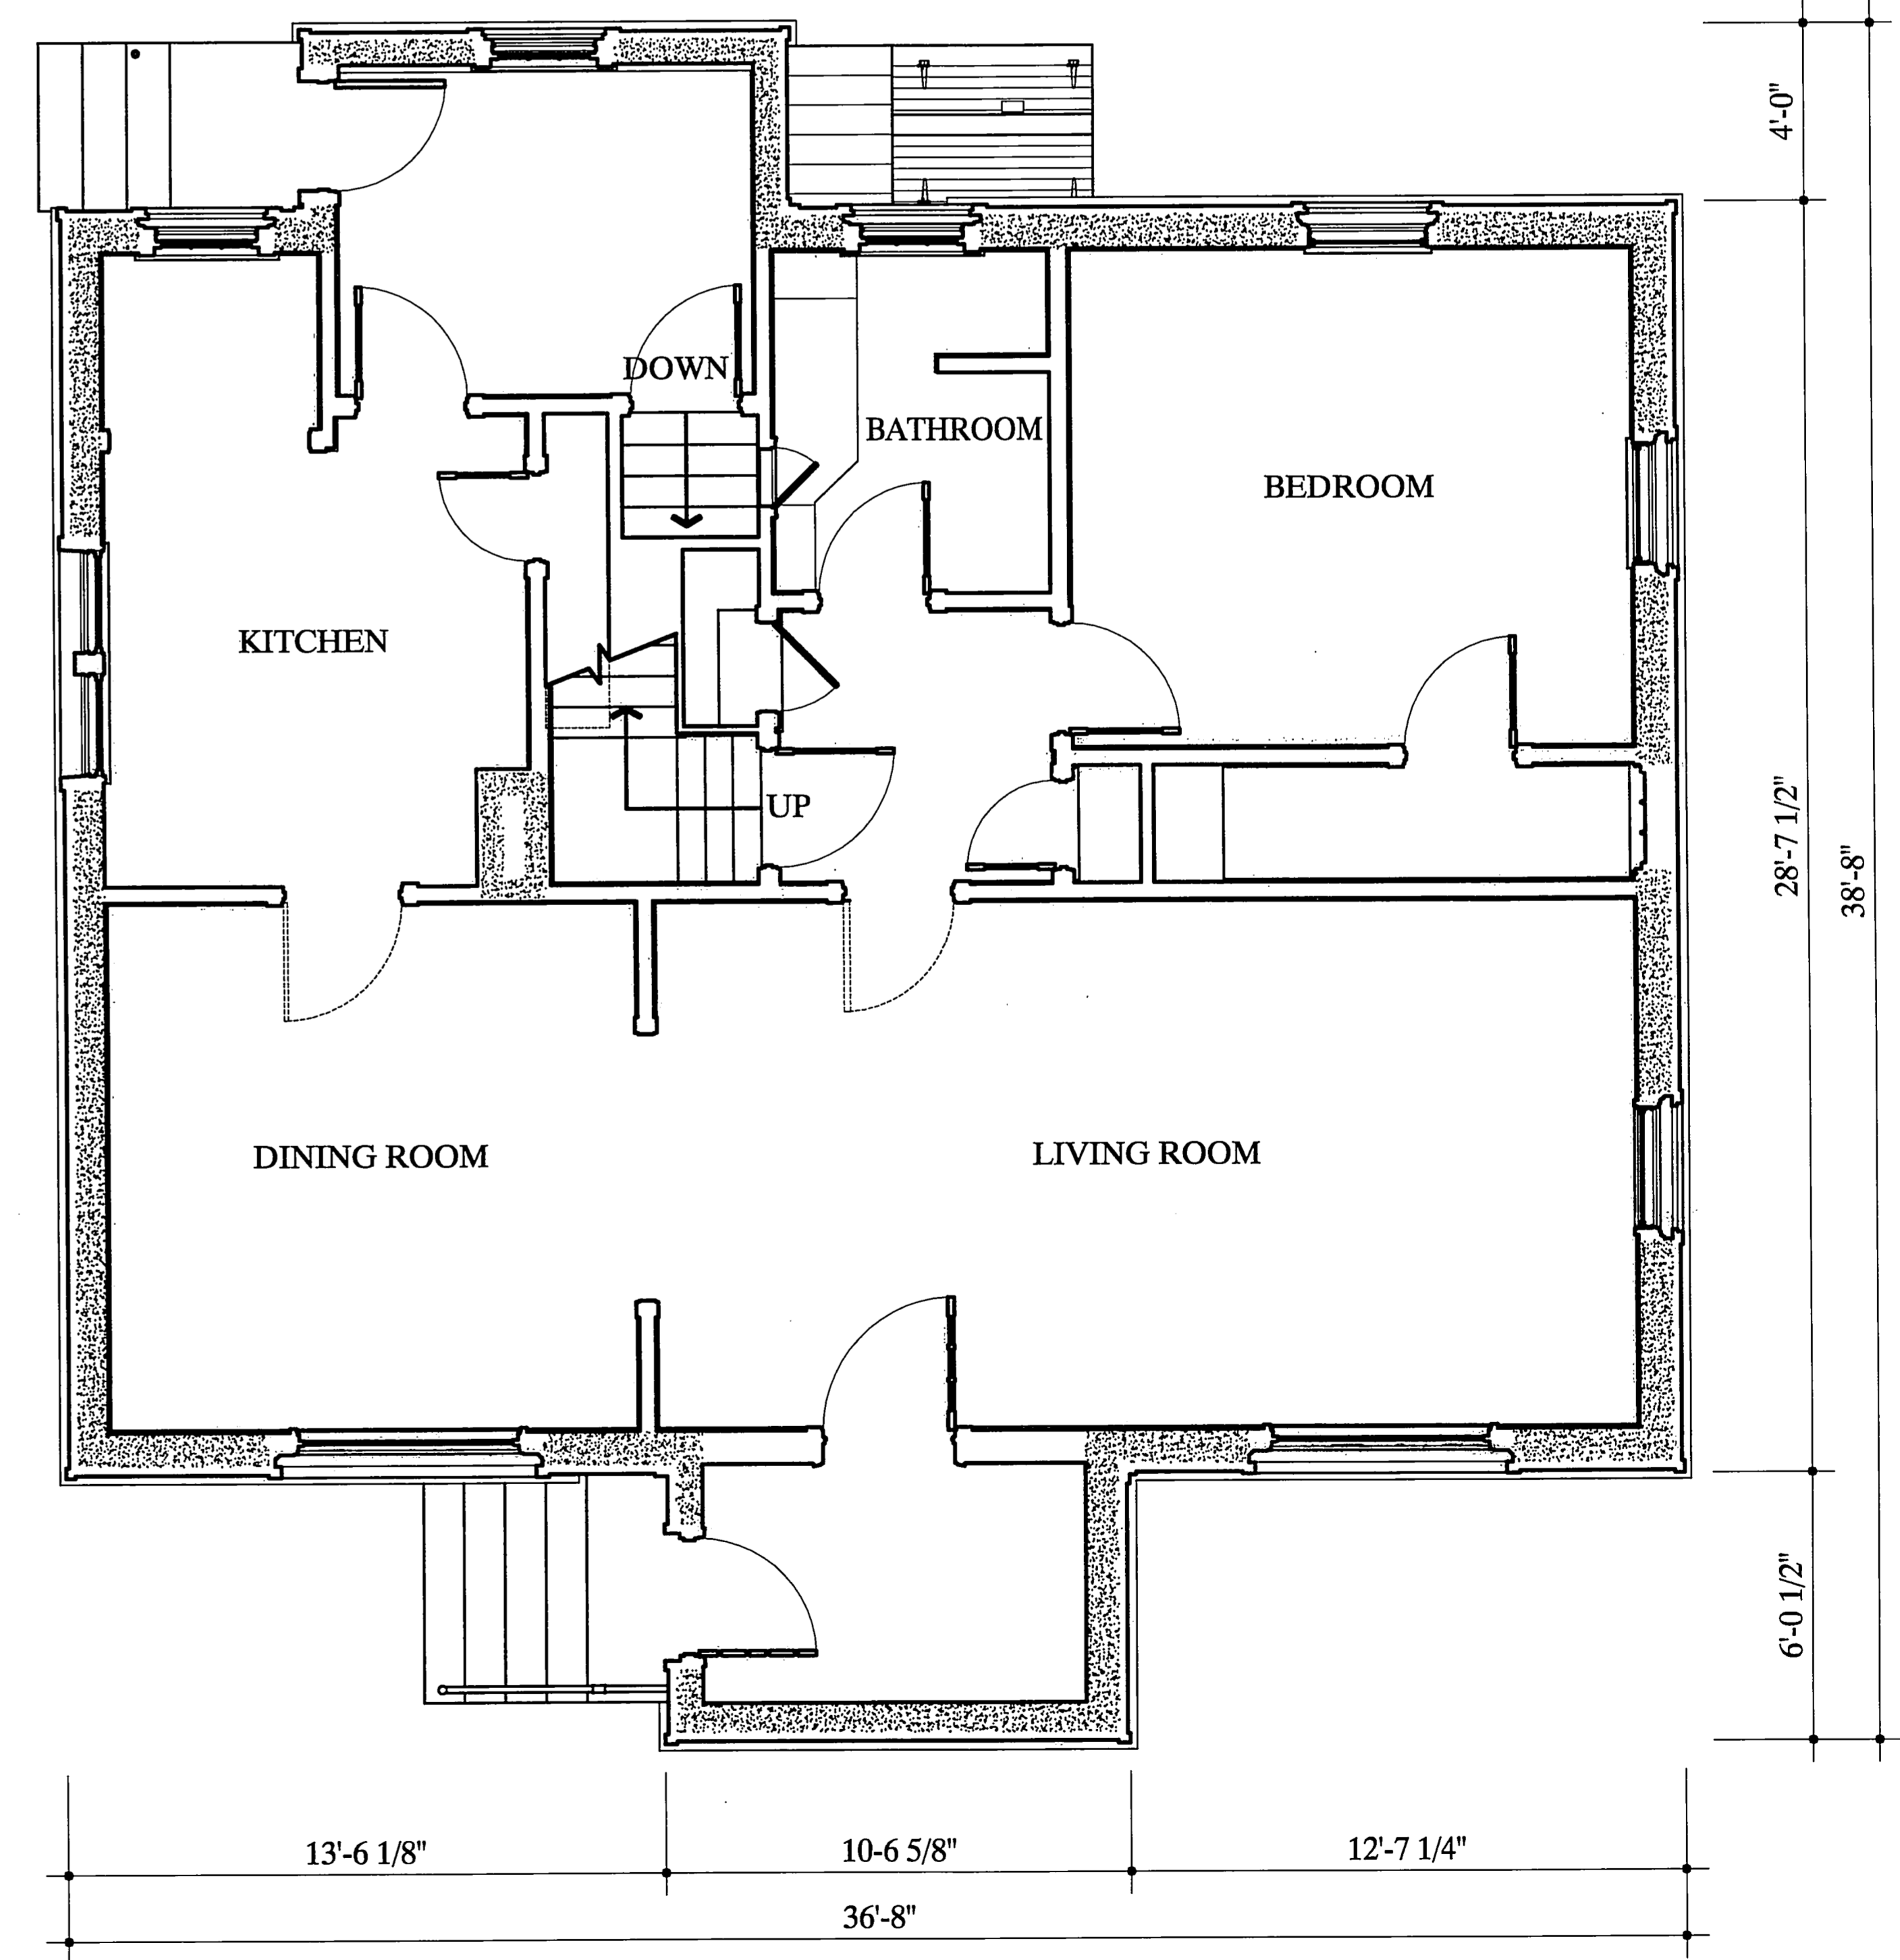 4'-0"
DOWN
BATHROOM
BEDROOM
KITCHEN
UP
28'-7 1/2"
38'-8"
DINING ROOM
LIVING ROOM
6'-0 1/2"
13'-6 1/8"
10-6 5/8"
12'-7 1/4"
36'-8"